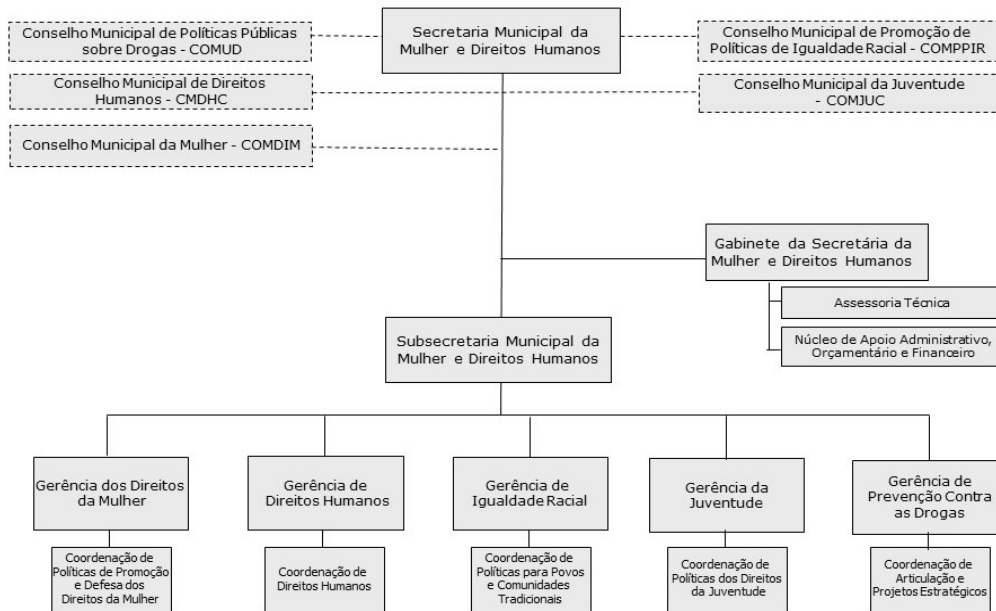 Conselho Municipal de Políticas Públicas
sobre Drogas - COMUD
Secretaria Municipal da
Mulher e Direitos Humanos
Conselho Municipal de Promoção de
Políticas de Igualdade Racial - COMPPIR
Conselho Municipal de Direitos
Humanos - CMDHC
Conselho Municipal da Juventude
- COMJUC
Conselho Municipal da Mulher - COMDIM
Gabinete da Secretária da
Mulher e Direitos Humanos
Assessoria Técnica
Núcleo de Apoio Administrativo,
Orçamentário e Financeiro
Subsecretaria Municipal da
Mulher e Direitos Humanos
Gerência dos Direitos
da Mulher
Gerência de
Direitos Humanos
Gerência de
Igualdade Racial
Gerência da
Juventude
Gerência de
Prevenção Contra
as Drogas
Coordenação de
Políticas de Promoção
e Defesa dos
Direitos da Mulher
Coordenação de
Direitos Humanos
Coordenação de
Políticas para Povos
e Comunidades
Tradicionais
Coordenação de
Políticas dos Direitos
da Juventude
Coordenação de
Articulação e
Projetos Estratégicos